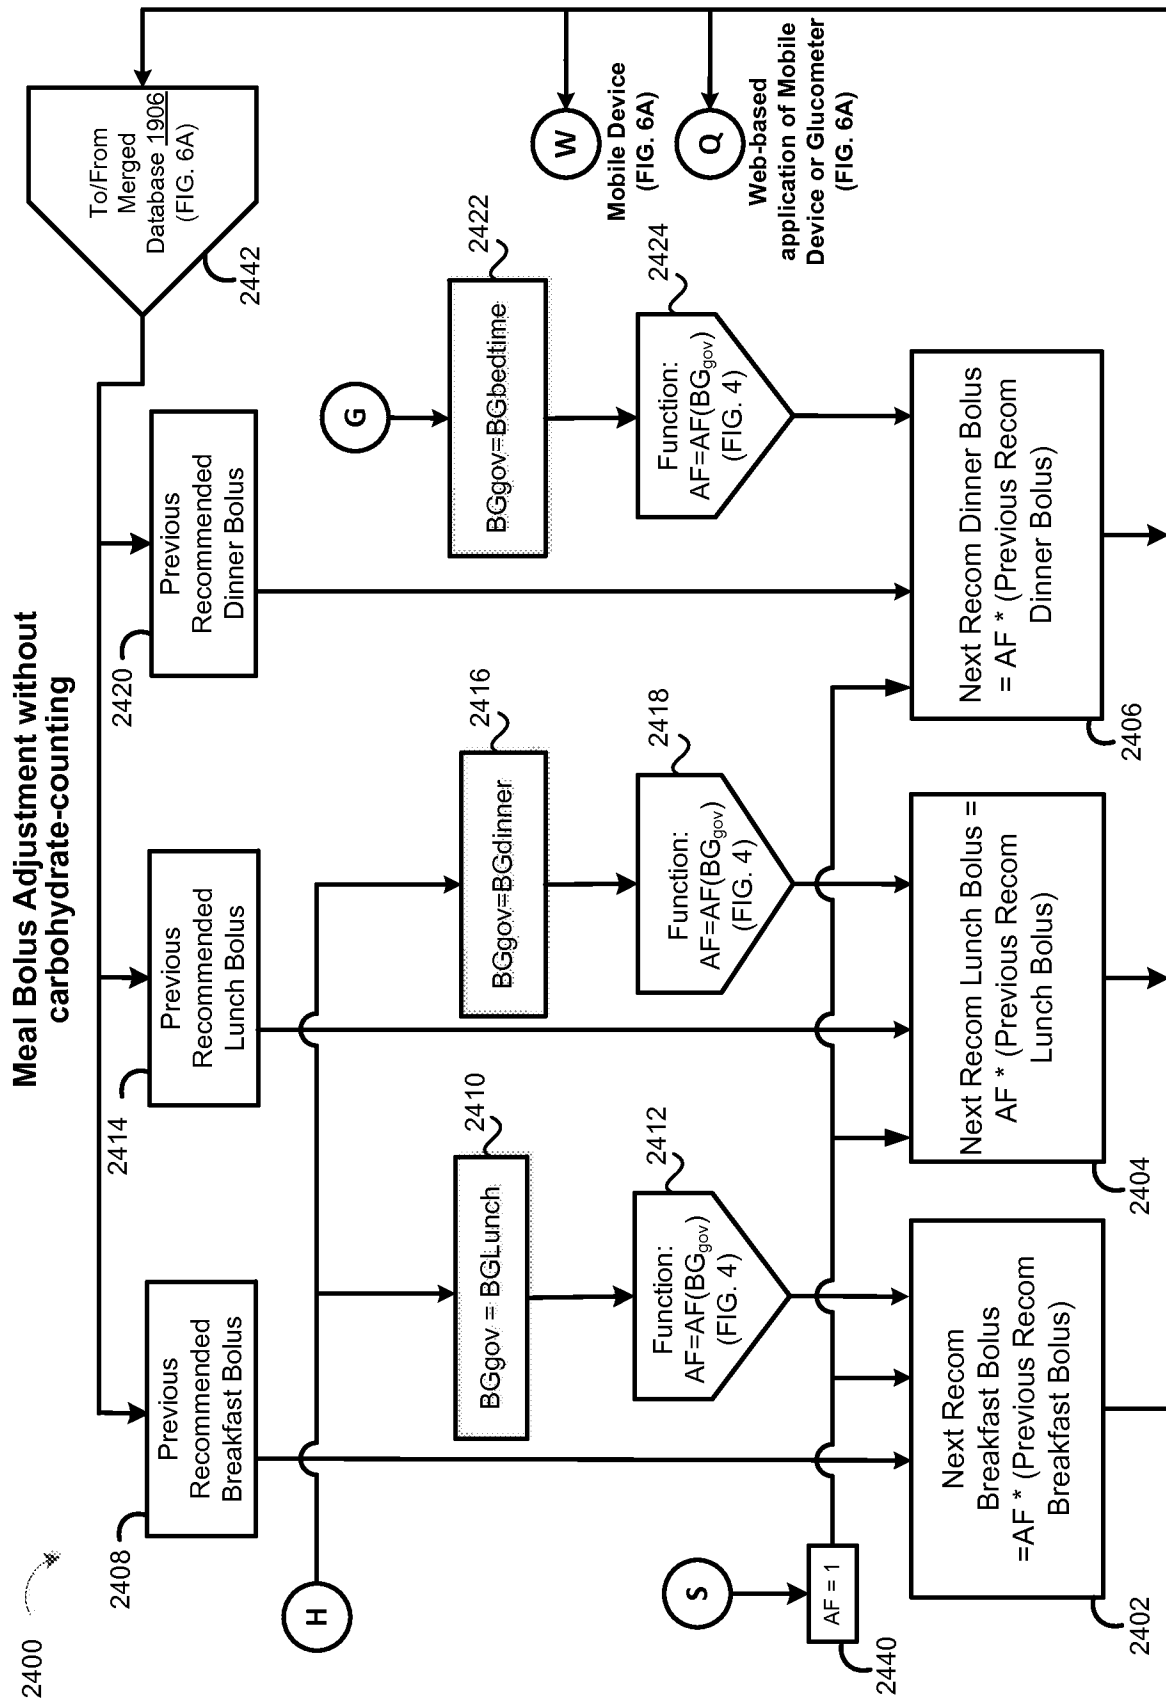 2400
Meal Bolus Adjustment without
carbohydrate-counting
2408
Previous
Recommended
Breakfast Bolus
2414
Previous
Recommended
Lunch Bolus
2420
Previous
Recommended
Dinner Bolus
To/From
Merged
Database 1906
(FIG. 6A)
2442
H
G
BGgov = BGLunch
2410
BGgov=BGdinner
2416
BGgov=BGbedtime
2422
W
Mobile Device
(FIG. 6A)
Function:
AF=AF(BGgov)
(FIG. 4)
2412
Function:
AF=AF(BGgov)
(FIG. 4)
2418
Function:
AF=AF(BGgov)
(FIG. 4)
2424
Q
Web-based
application of Mobile
Device or Glucometer
(FIG. 6A)
S
AF = 1
2440
Next Recom
Breakfast Bolus
=AF * (Previous Recom
Breakfast Bolus)
2402
Next Recom Lunch Bolus =
AF * (Previous Recom
Lunch Bolus)
2404
Next Recom Dinner Bolus
= AF * (Previous Recom
Dinner Bolus)
2406